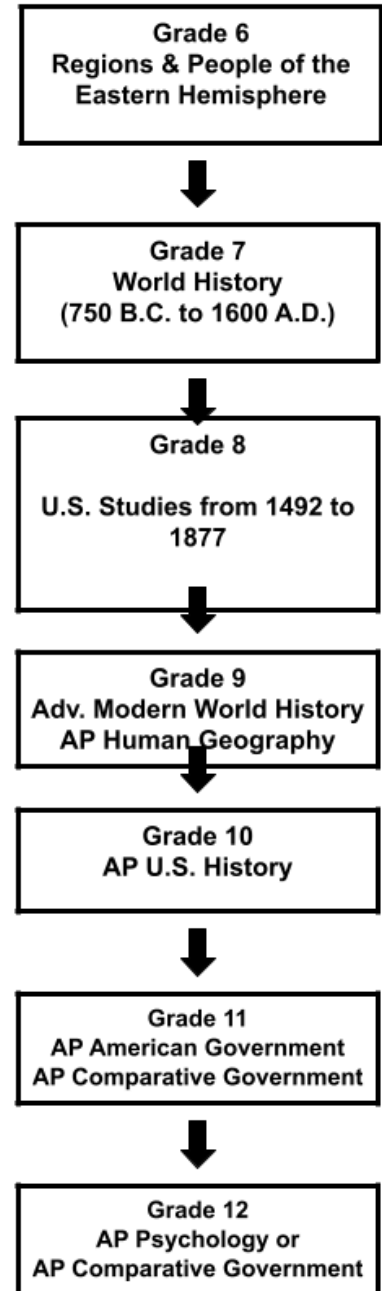 Grade 6
Regions & People of the
Eastern Hemisphere
Grade 7
World History
(750 B.C. to 1600 A.D.)
Grade 8
U.S. Studies from 1492 to
1877
Grade 9
Adv. Modern World History
AP Human Geography
Grade 10
AP U.S. History
Grade 11
AP American Government
AP Comparative Government
Grade 12
AP Psychology or
AP Comparative Government